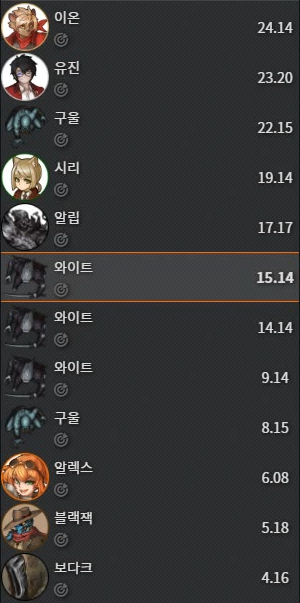 이온
24.14
유진
23.20
구울
22.15
시리
19.14
알립
17.17
와이트
15.14
와이트
14.14
와이트
9.14
구울
8.15
알렉스
6.08
블랙잭
5.18
보다크
4.16